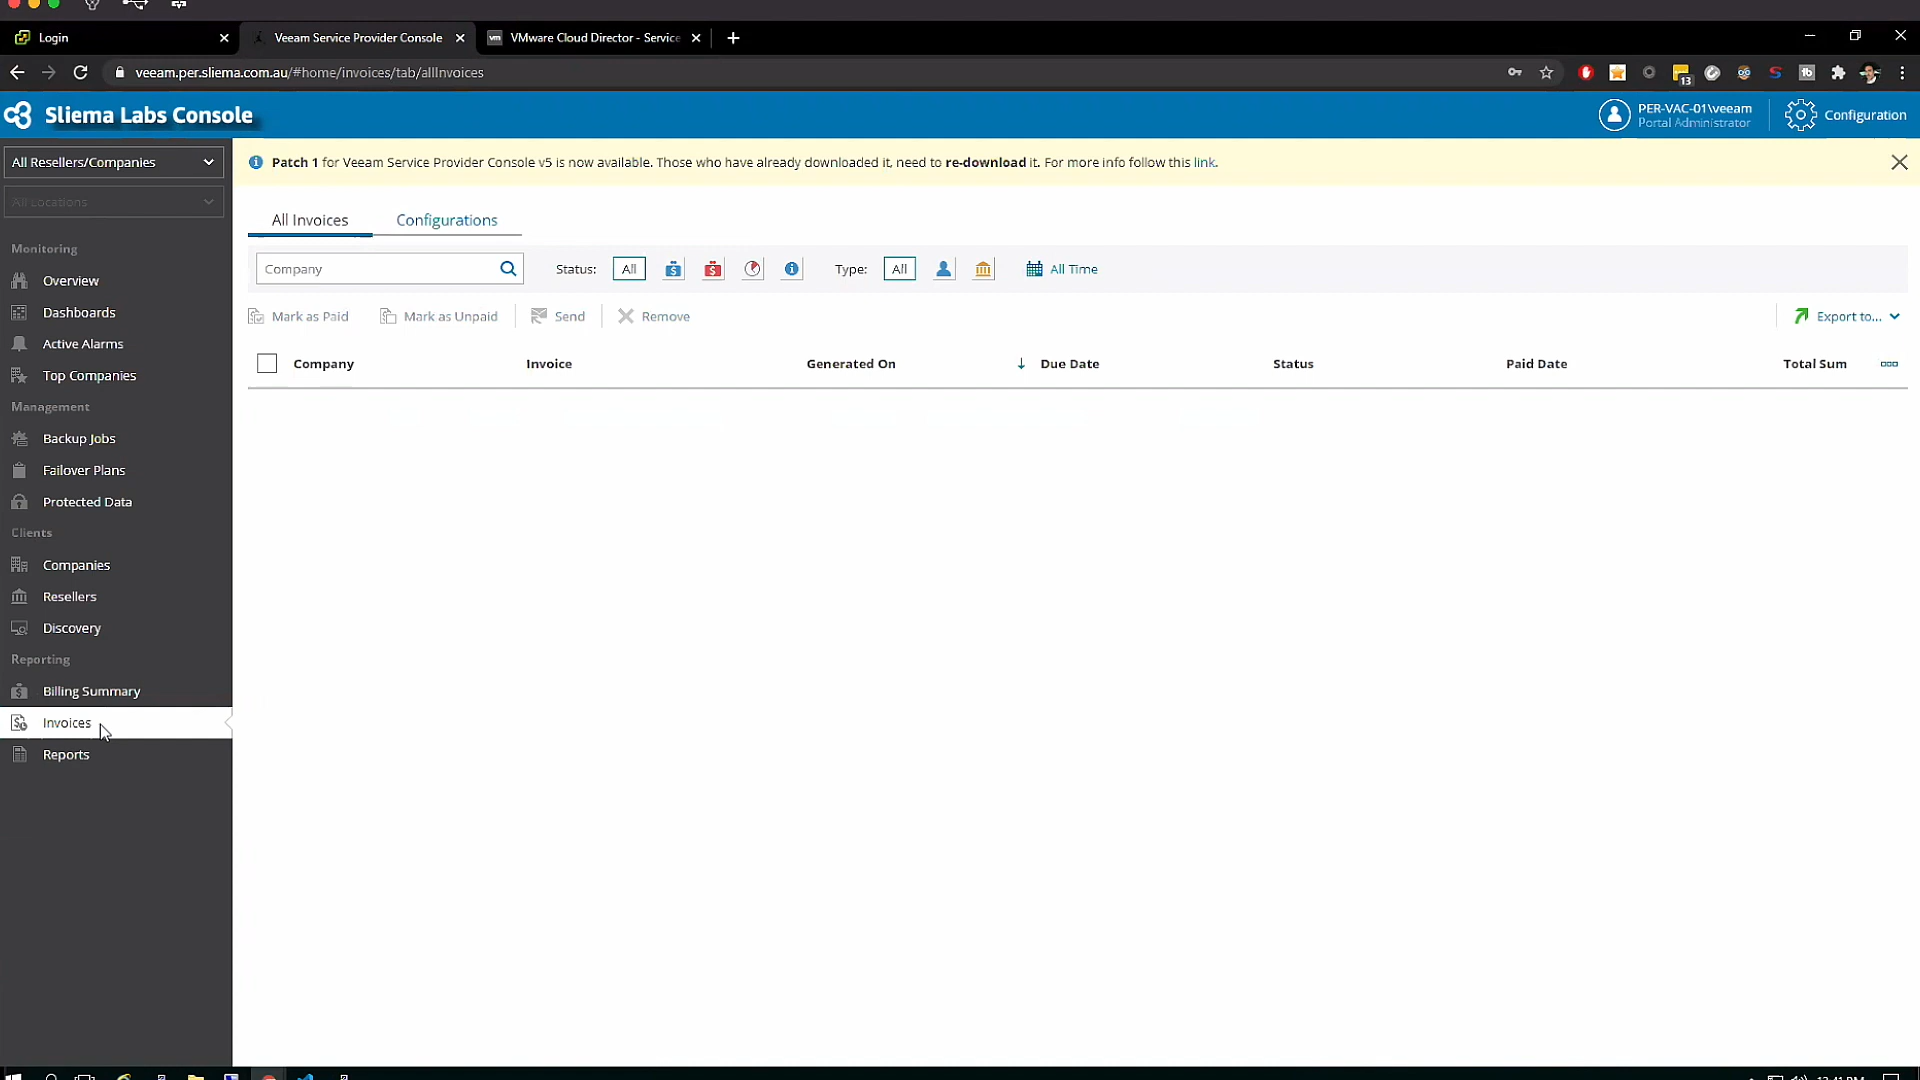 Login
Veeam Service Provider Console
VMware Cloud Director - Service
veeam.per.sliema.com.au/#home/invoices/tab/allInvoices
13
Sliema Labs Console
PER-VAC-01\veeam
Portal Administrator
Configuration
All Resellers/Companies
All Locations
Patch 1 for Veeam Service Provider Console v5 is now available. Those who have already downloaded it, need to re-download it. For more info follow this link.
All Invoices
Configurations
Company
Status:
All
Type:
All
All Time
Mark as Paid
Mark as Unpaid
Send
Remove
Export to...
Company
Invoice
Generated On
Due Date
Status
Paid Date
Total Sum
Monitoring
Overview
Dashboards
Active Alarms
Top Companies
Management
Backup Jobs
Failover Plans
Protected Data
Clients
Companies
Resellers
Discovery
Reporting
Billing Summary
Invoices
Reports